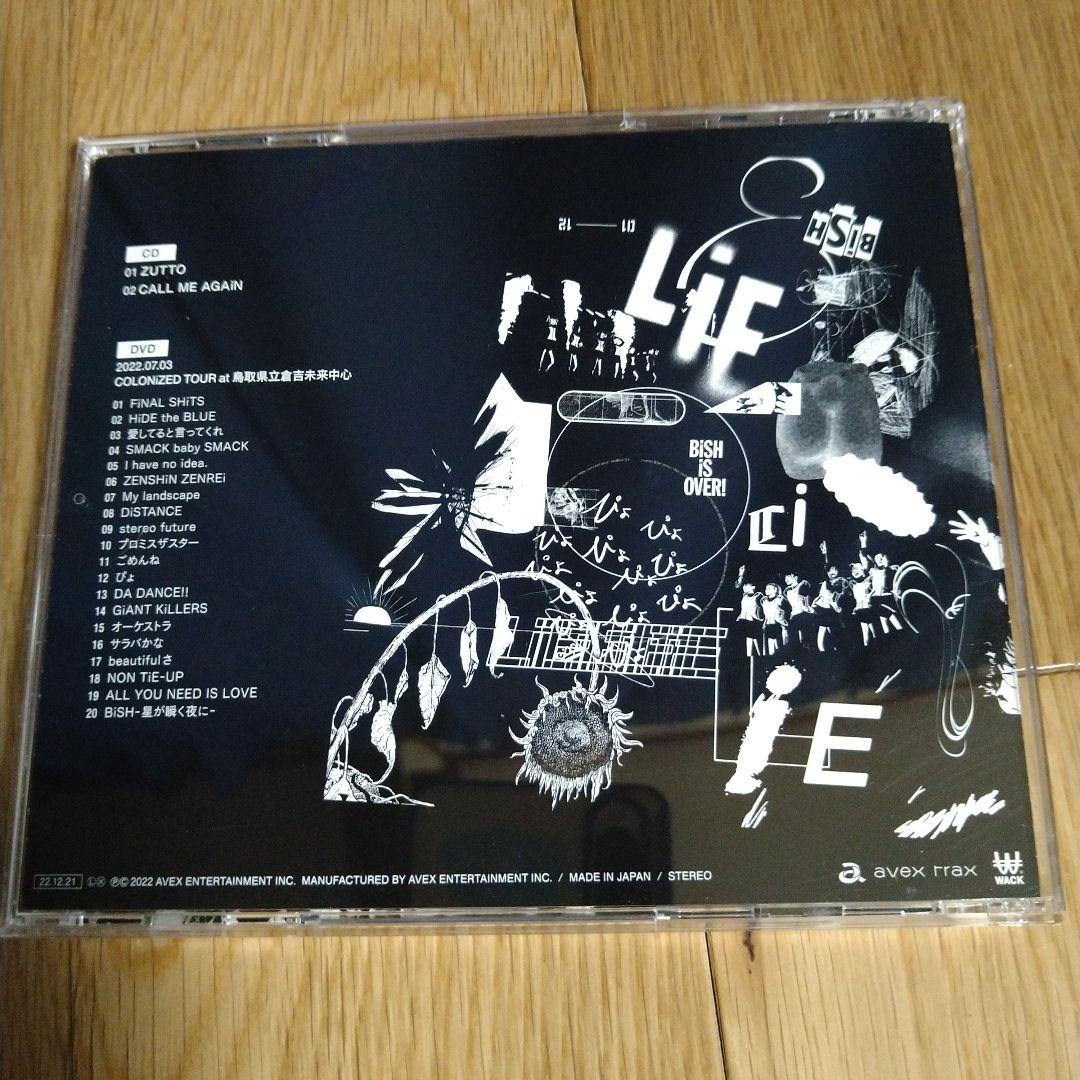 CD
01 ZUTTO
02 CALL ME AGAiN
DVD
2022.07.03
COLONiZED TOUR at 鳥取県立倉吉未来中心
01 FiNAL SHiTS
02 HiDE the BLUE
03 愛してると言ってくれ
04 SMACK baby SMACK
05 I have no idea.
06 ZENSHiN ZENREi
07 My landscape
08 DiSTANCE
09 stereo future
10 プロミスザスター
11 ごめんね
12 ぴょ
13 DA DANCE!!
14 GiANT KiLLERS
15 オーケストラ
16 サラバかな
17 beautifulさ
18 NON TiE-UP
19 ALL YOU NEED IS LOVE
20 BiSH-星が瞬く夜に-
12 — 01
BiSH
LiF
BiSH
iS
OVER!
ぴょ
ぴょ
ぴょ
ぴょ
ぴょ
ぴょ
ぴょ
ぴょ
ぴょ
ぴょ
Li
E
22.12.21 Ⓛ Ⓧ ℗© 2022 AVEX ENTERTAINMENT INC. MANUFACTURED BY AVEX ENTERTAINMENT INC. / MADE IN JAPAN / STEREO
avex trax
WACK